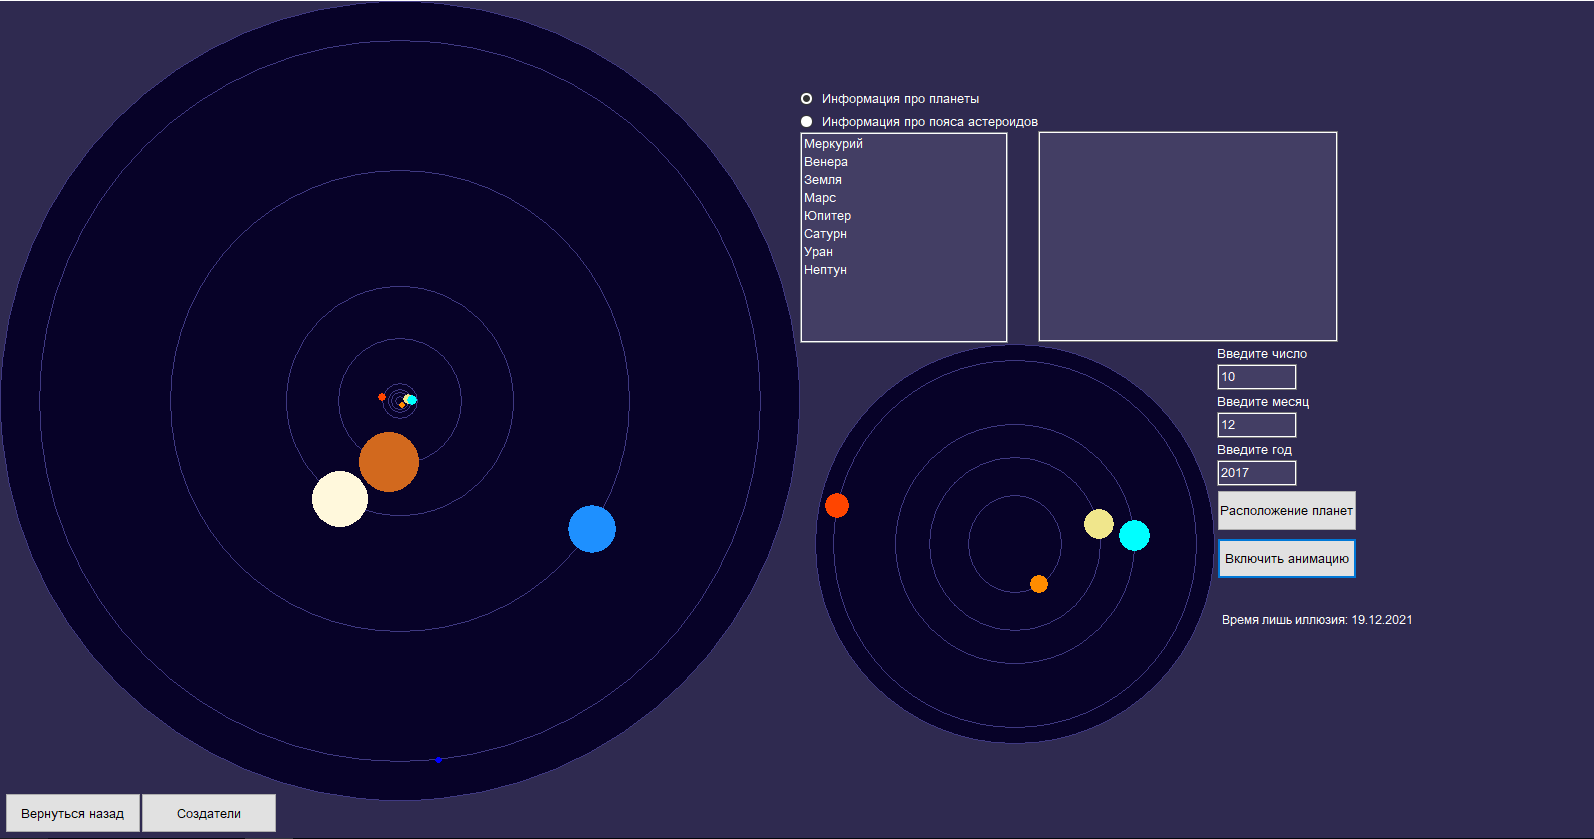 Информация про планеты
Информация про пояса астероидов
Меркурий
Венера
Земля
Марс
Юпитер
Сатурн
Уран
Нептун
Введите число
10
Введите месяц
12
Введите год
2017
Расположение планет
Включить анимацию
Время лишь иллюзия: 19.12.2021
Вернуться назад
Создатели